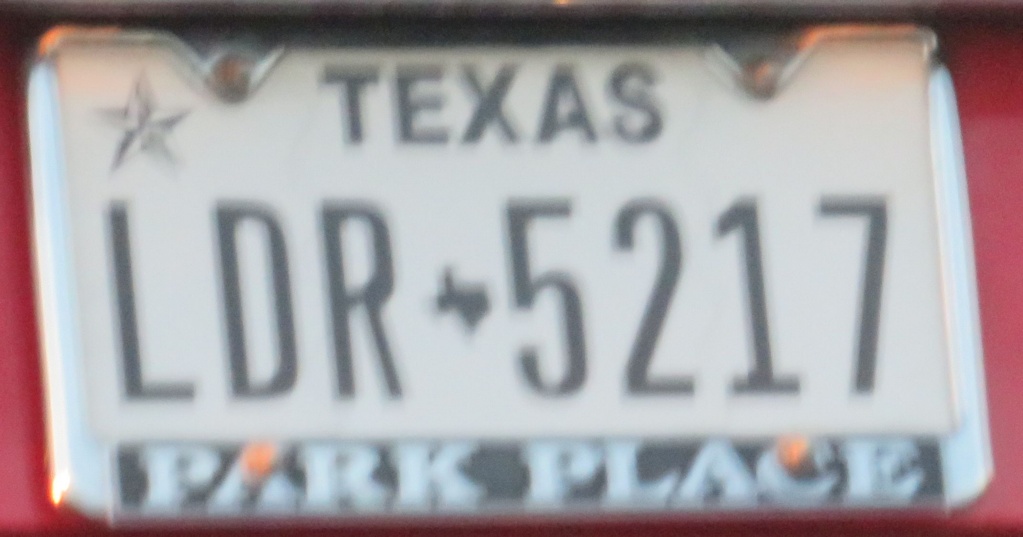 TEXAS
LDR 5217
PARK PLACE